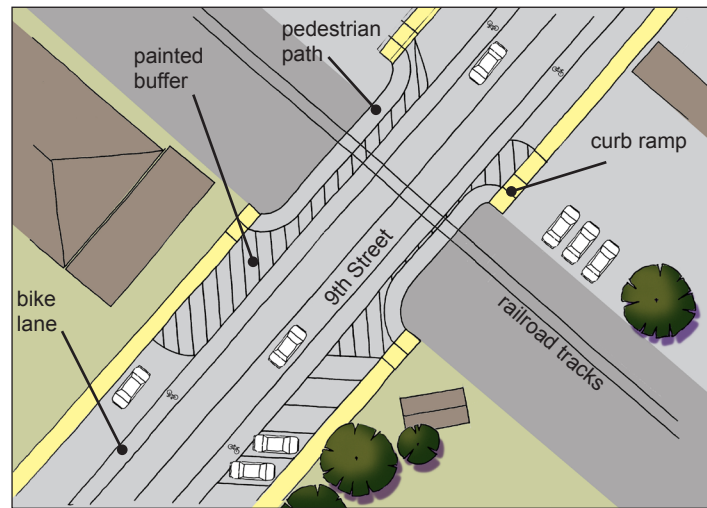 pedestrian
path
painted
buffer
curb ramp
9th Street
bike
lane
railroad tracks